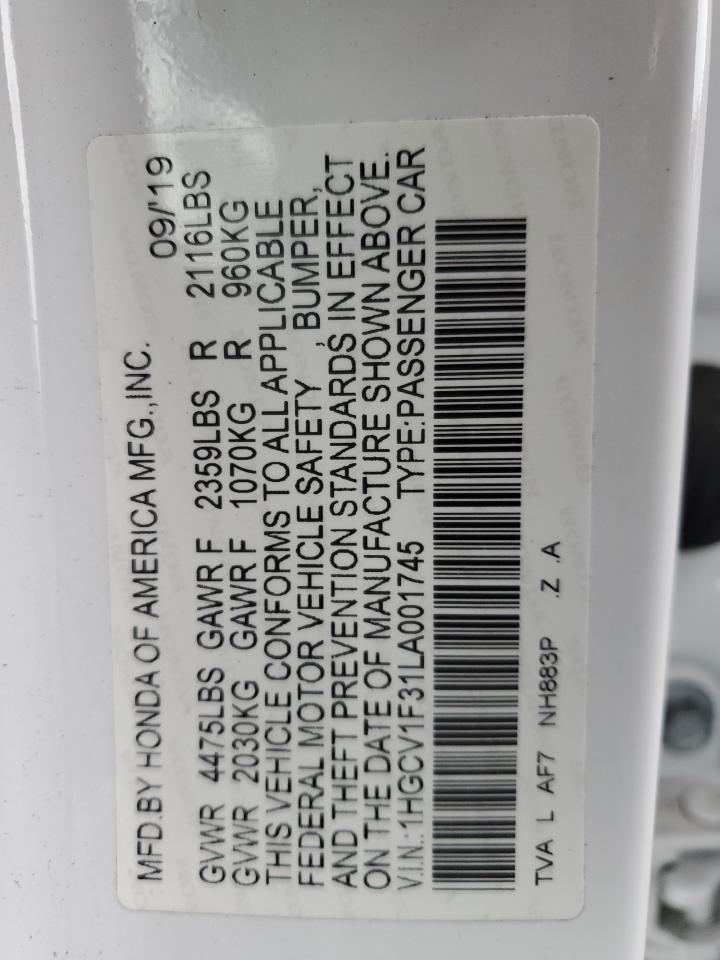 MFD.BY HONDA OF AMERICA MFG.,INC. 09/'19
GVWR 4475LBS GAWR F 2359LBS R 2116LBS
GVWR 2030KG GAWR F 1070KG R 960KG
THIS VEHICLE CONFORMS TO ALL APPLICABLE
FEDERAL MOTOR VEHICLE SAFETY , BUMPER,
AND THEFT PREVENTION STANDARDS IN EFFECT
ON THE DATE OF MANUFACTURE SHOWN ABOVE.
V.I.N.:1HGCV1F31LA001745 TYPE:PASSENGER CAR
TVA L AF7 NH883P .Z .A